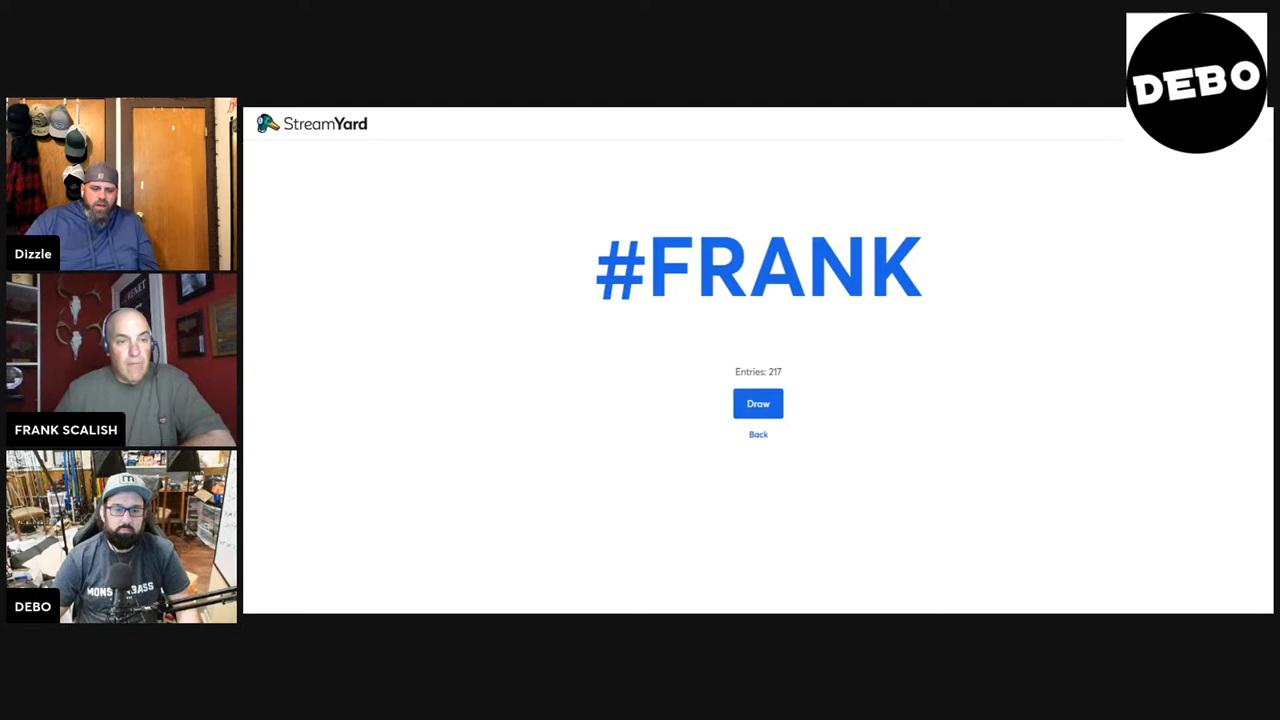 DEBO
StreamYard
#FRANK
Entries: 217
Draw
Back
Dizzle
FRANK SCALISH
DEBO